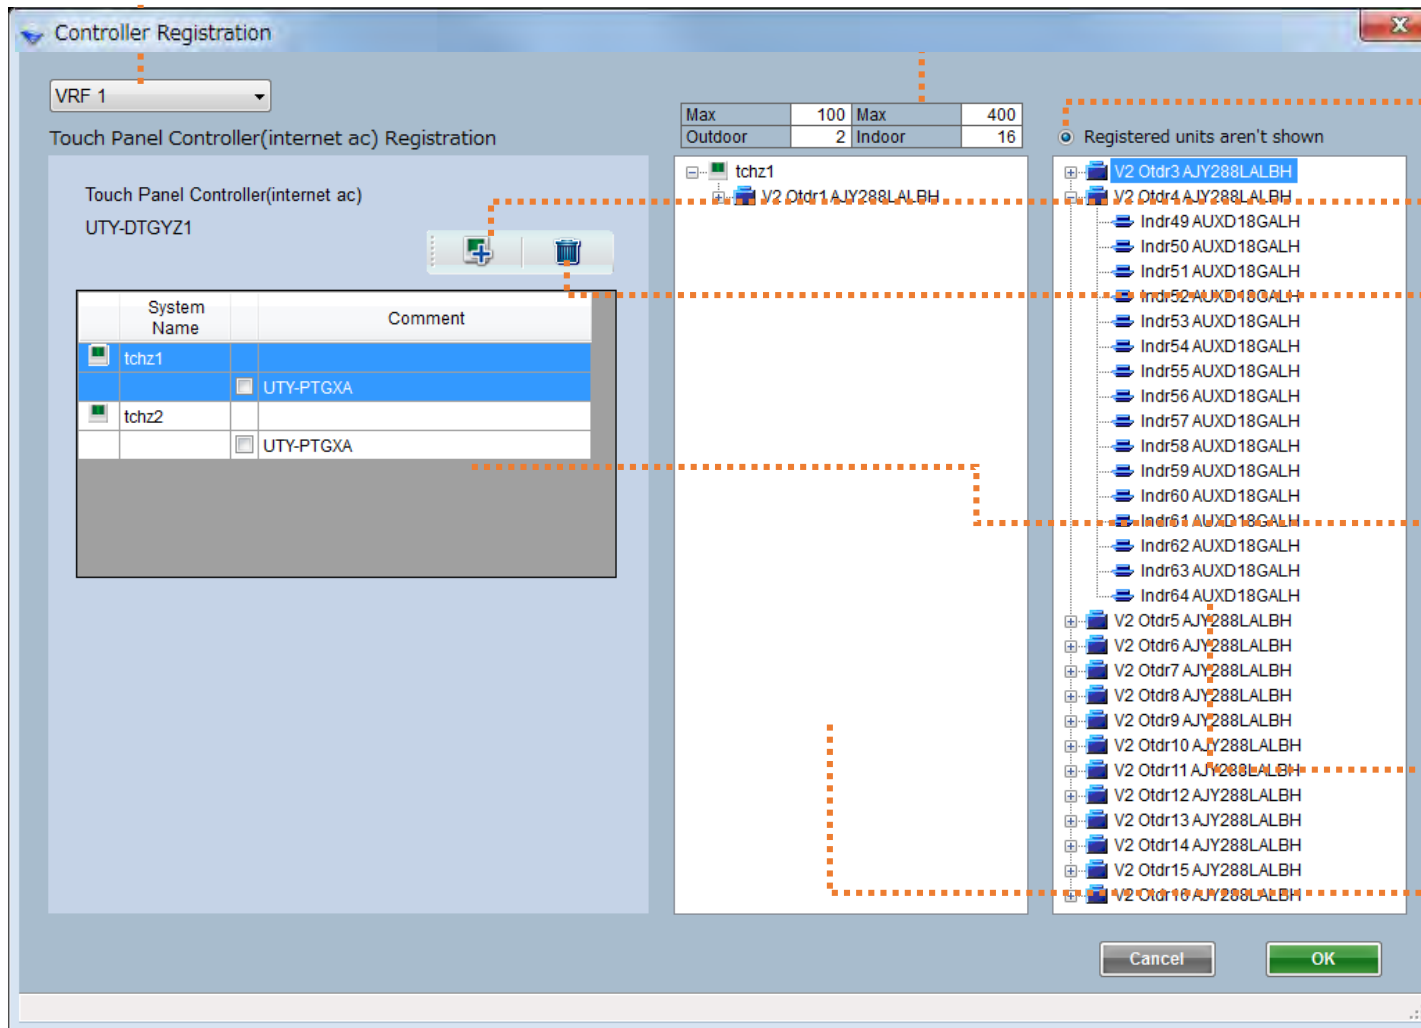 Controller Registration
VRF 1
Touch Panel Controller(internet ac) Registration
Touch Panel Controller(internet ac)
UTY-DTGYZ1
System Name Comment
tchz1
UTY-PTGXA
tchz2
UTY-PTGXA
Max 100 Max 400
Outdoor 2 Indoor 16
tchz1
V2 Otdr1 AJY288LALBH
Registered units aren't shown
V2 Otdr3 AJY288LALBH
V2 Otdr4 AJY288LALBH
Indr49 AUXD18GALH
Indr50 AUXD18GALH
Indr51 AUXD18GALH
Indr52 AUXD18GALH
Indr53 AUXD18GALH
Indr54 AUXD18GALH
Indr55 AUXD18GALH
Indr56 AUXD18GALH
Indr57 AUXD18GALH
Indr58 AUXD18GALH
Indr59 AUXD18GALH
Indr60 AUXD18GALH
Indr61 AUXD18GALH
Indr62 AUXD18GALH
Indr63 AUXD18GALH
Indr64 AUXD18GALH
V2 Otdr5 AJY288LALBH
V2 Otdr6 AJY288LALBH
V2 Otdr7 AJY288LALBH
V2 Otdr8 AJY288LALBH
V2 Otdr9 AJY288LALBH
V2 Otdr10 AJY288LALBH
V2 Otdr11 AJY288LALBH
V2 Otdr12 AJY288LALBH
V2 Otdr13 AJY288LALBH
V2 Otdr14 AJY288LALBH
V2 Otdr15 AJY288LALBH
V2 Otdr16 AJY288LALBH
Cancel
OK